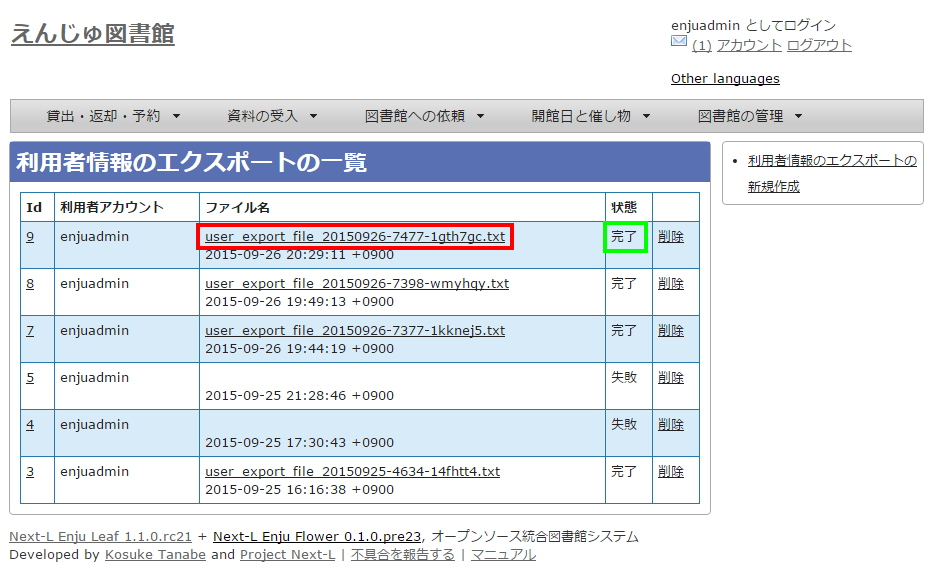 えんじゅ図書館
enjuadmin としてログイン
(1) アカウント ログアウト
Other languages
貸出・返却・予約 ▼ 資料の受入 ▼ 図書館への依頼 ▼ 開館日と催し物 ▼ 図書館の管理 ▼
利用者情報のエクスポートの一覧
Id 利用者アカウント ファイル名 状態
9 enjuadmin user_export_file_20150926-7477-1gth7gc.txt 完了 削除
2015-09-26 20:29:11 +0900
8 enjuadmin user_export_file_20150926-7398-wmyhqy.txt 完了 削除
2015-09-26 19:49:13 +0900
7 enjuadmin user_export_file_20150926-7377-1kknej5.txt 完了 削除
2015-09-26 19:44:19 +0900
5 enjuadmin 失敗 削除
2015-09-25 21:28:46 +0900
4 enjuadmin 失敗 削除
2015-09-25 17:30:43 +0900
3 enjuadmin user_export_file_20150925-4634-14fhtt4.txt 完了 削除
2015-09-25 16:16:38 +0900
• 利用者情報のエクスポートの
新規作成
Next-L Enju Leaf 1.1.0.rc21 + Next-L Enju Flower 0.1.0.pre23, オープンソース統合図書館システム
Developed by Kosuke Tanabe and Project Next-L | 不具合を報告する | マニュアル